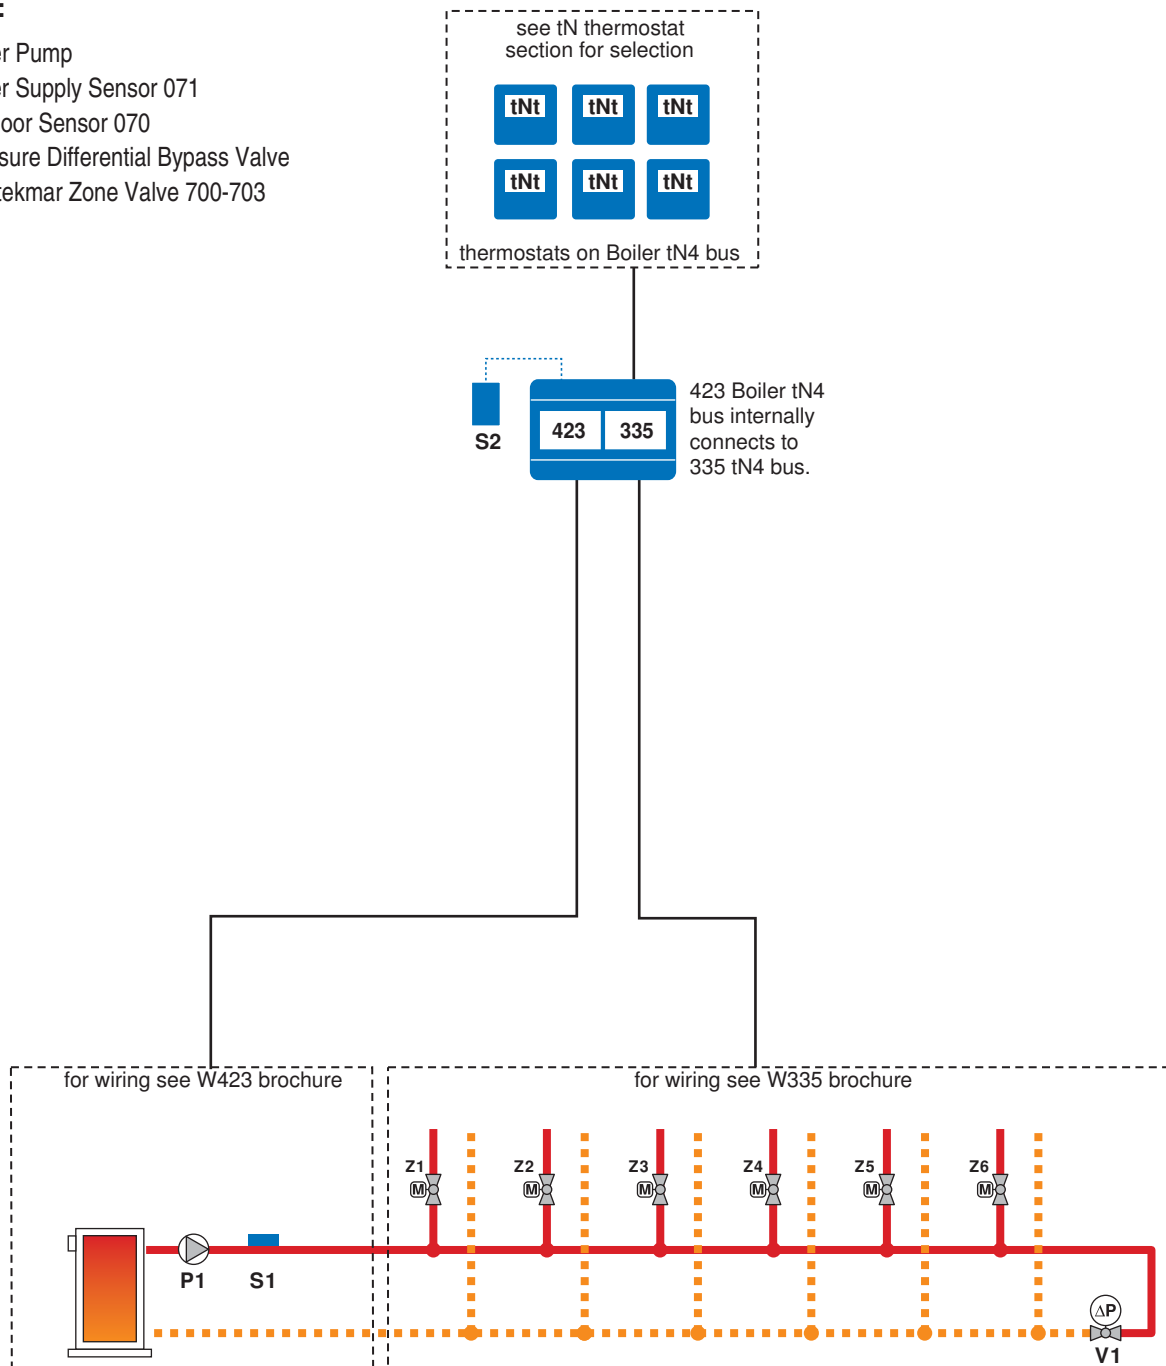 :
er Pump
er Supply Sensor 071
oor Sensor 070
sure Differential Bypass Valve
tekmar Zone Valve 700-703
see tN thermostat
section for selection
tNt tNt tNt
tNt tNt tNt
thermostats on Boiler tN4 bus
S2
423 335
423 Boiler tN4
bus internally
connects to
335 tN4 bus.
for wiring see W423 brochure
for wiring see W335 brochure
Z1 Z2 Z3 Z4 Z5 Z6
M M M M M M
P1 S1
ΔP
V1